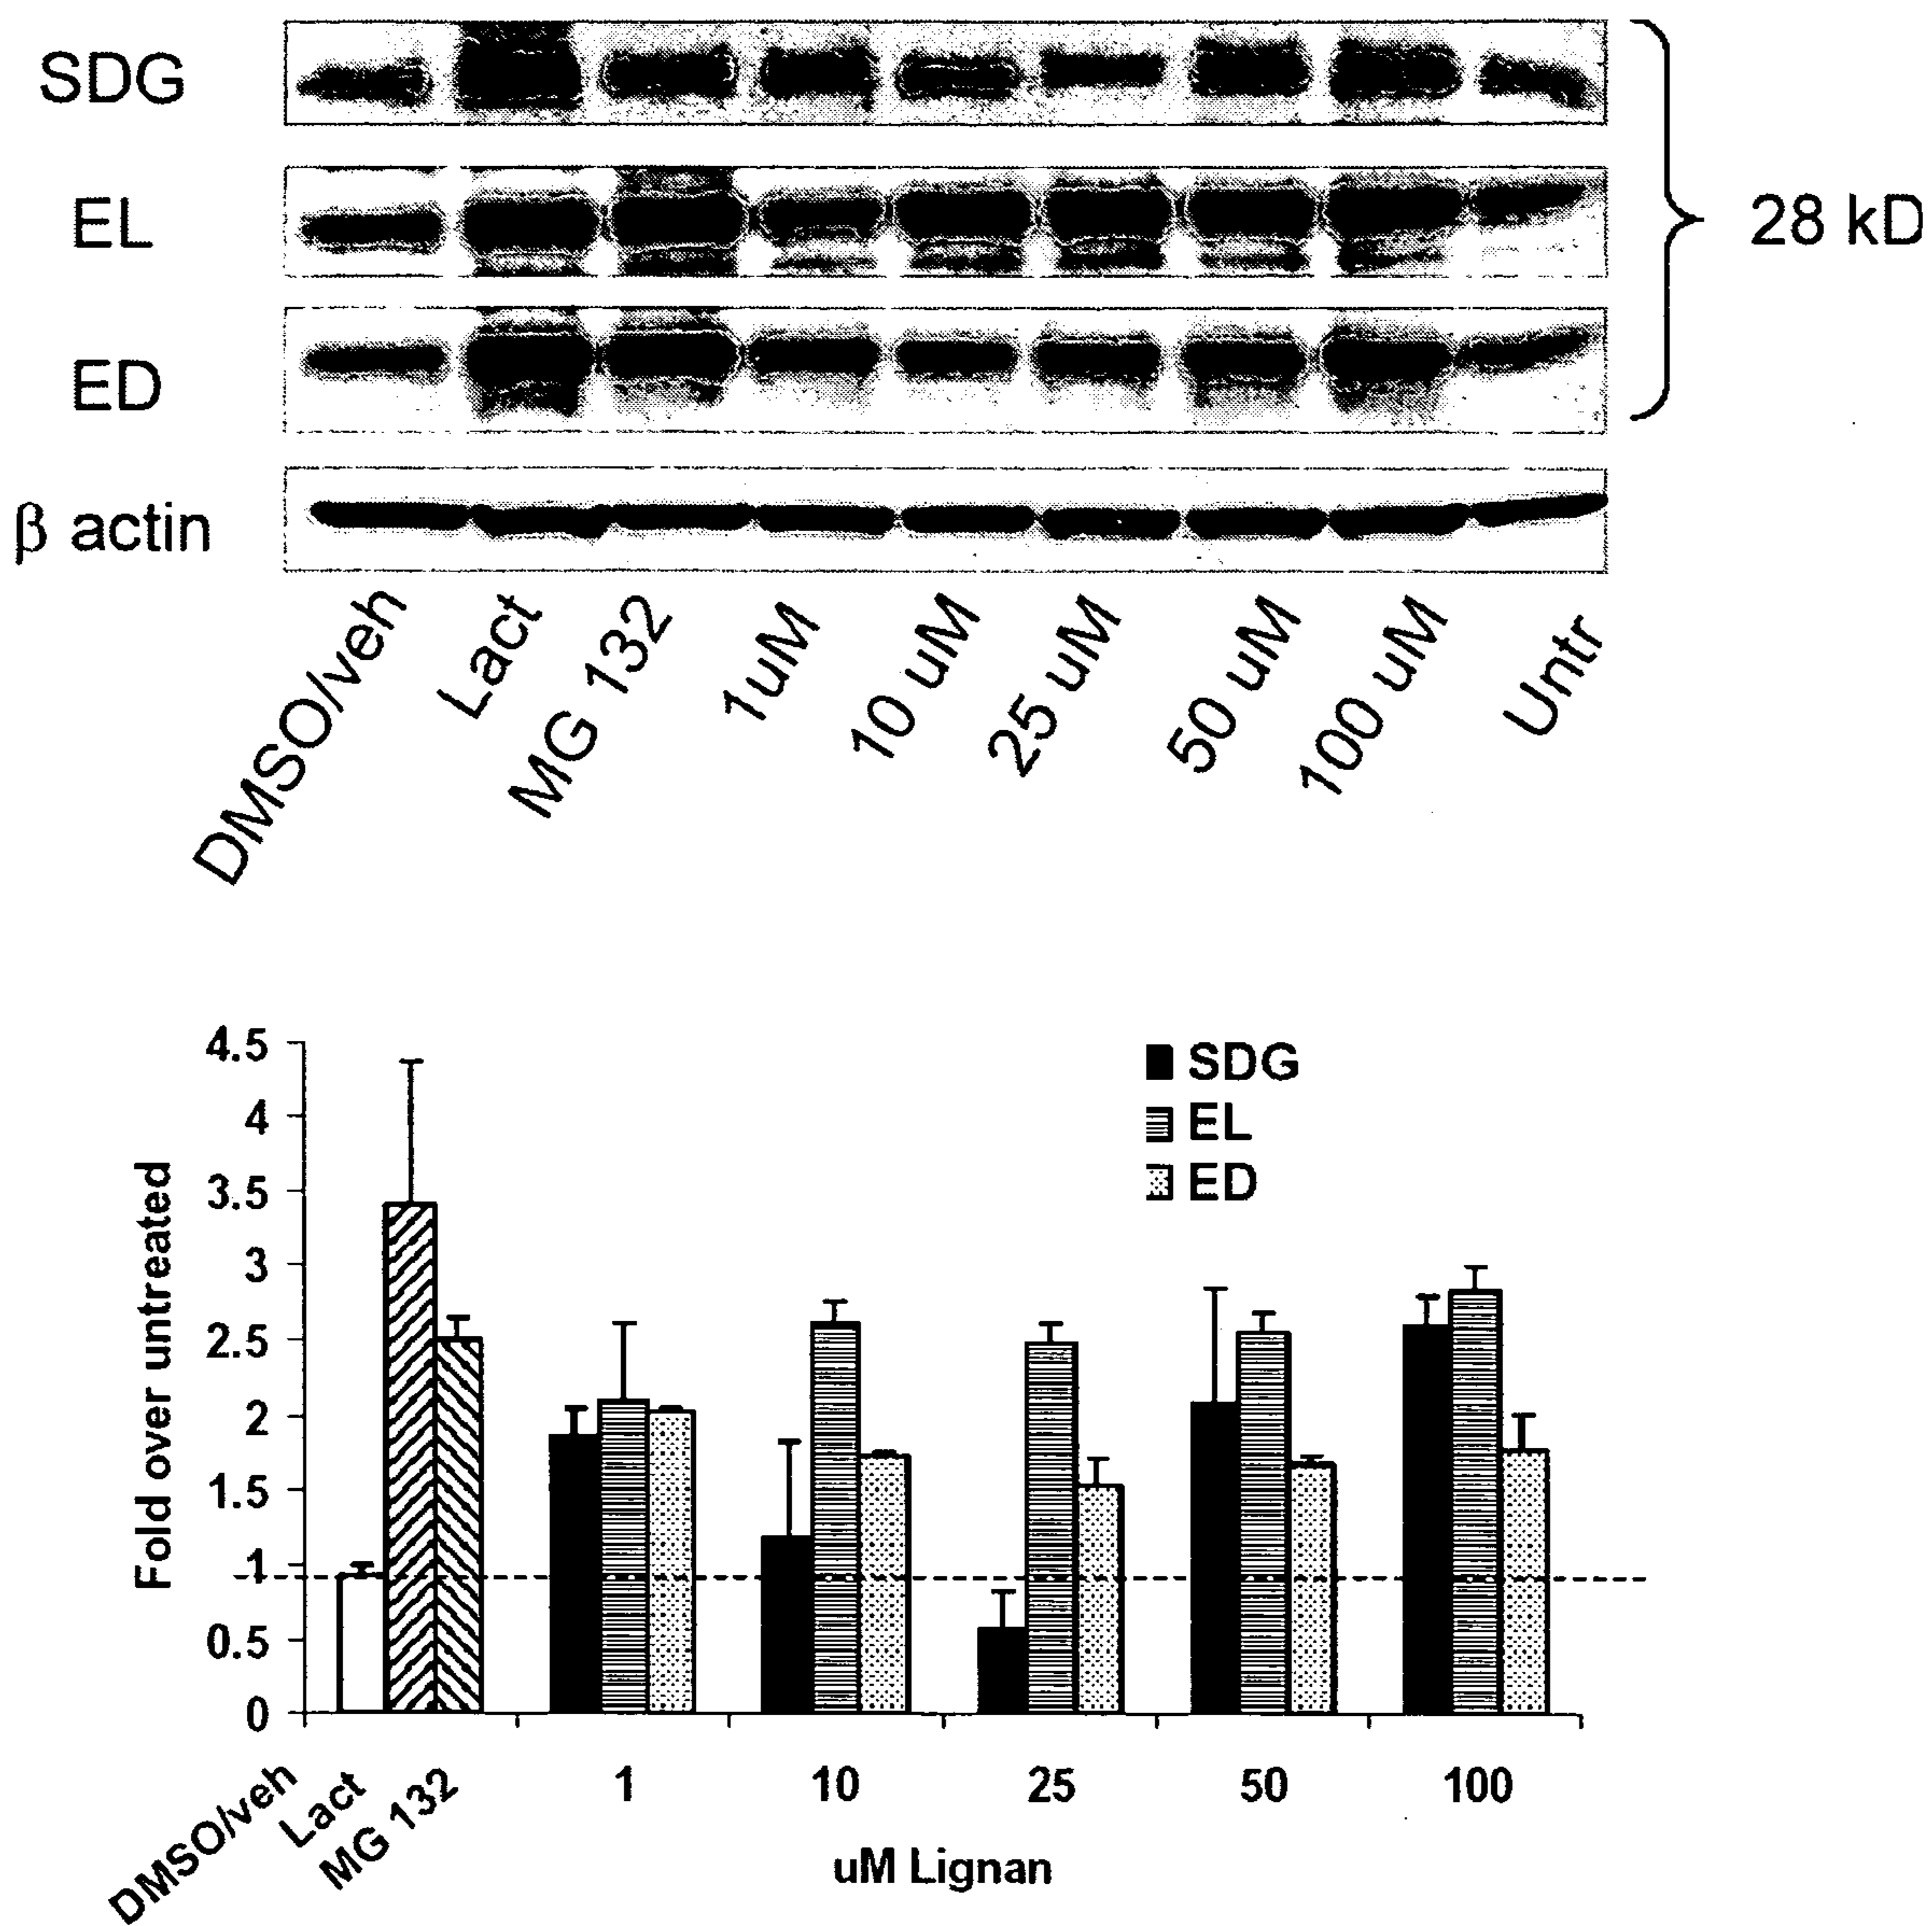 SDG
EL
28 kD
ED
β actin
DMSO/veh
Lact
MG 132
1uM
10 uM
25 uM
50 uM
100 uM
Untr
4.5
4
3.5
3
2.5
2
1.5
1
0.5
0
Fold over untreated
SDG
EL
ED
DMSO/veh
Lact
MG 132
1
10
25
50
100
uM Lignan